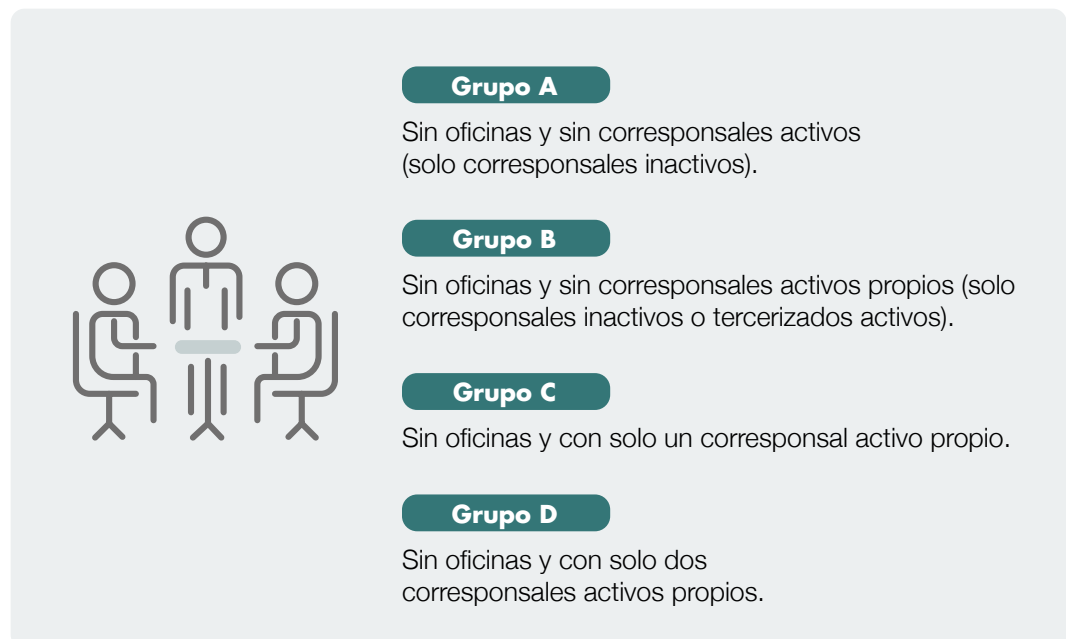 Grupo A
Sin oficinas y sin corresponsales activos
(solo corresponsales inactivos).
Grupo B
Sin oficinas y sin corresponsales activos propios (solo
corresponsales inactivos o tercerizados activos).
Grupo C
Sin oficinas y con solo un corresponsal activo propio.
Grupo D
Sin oficinas y con solo dos
corresponsales activos propios.